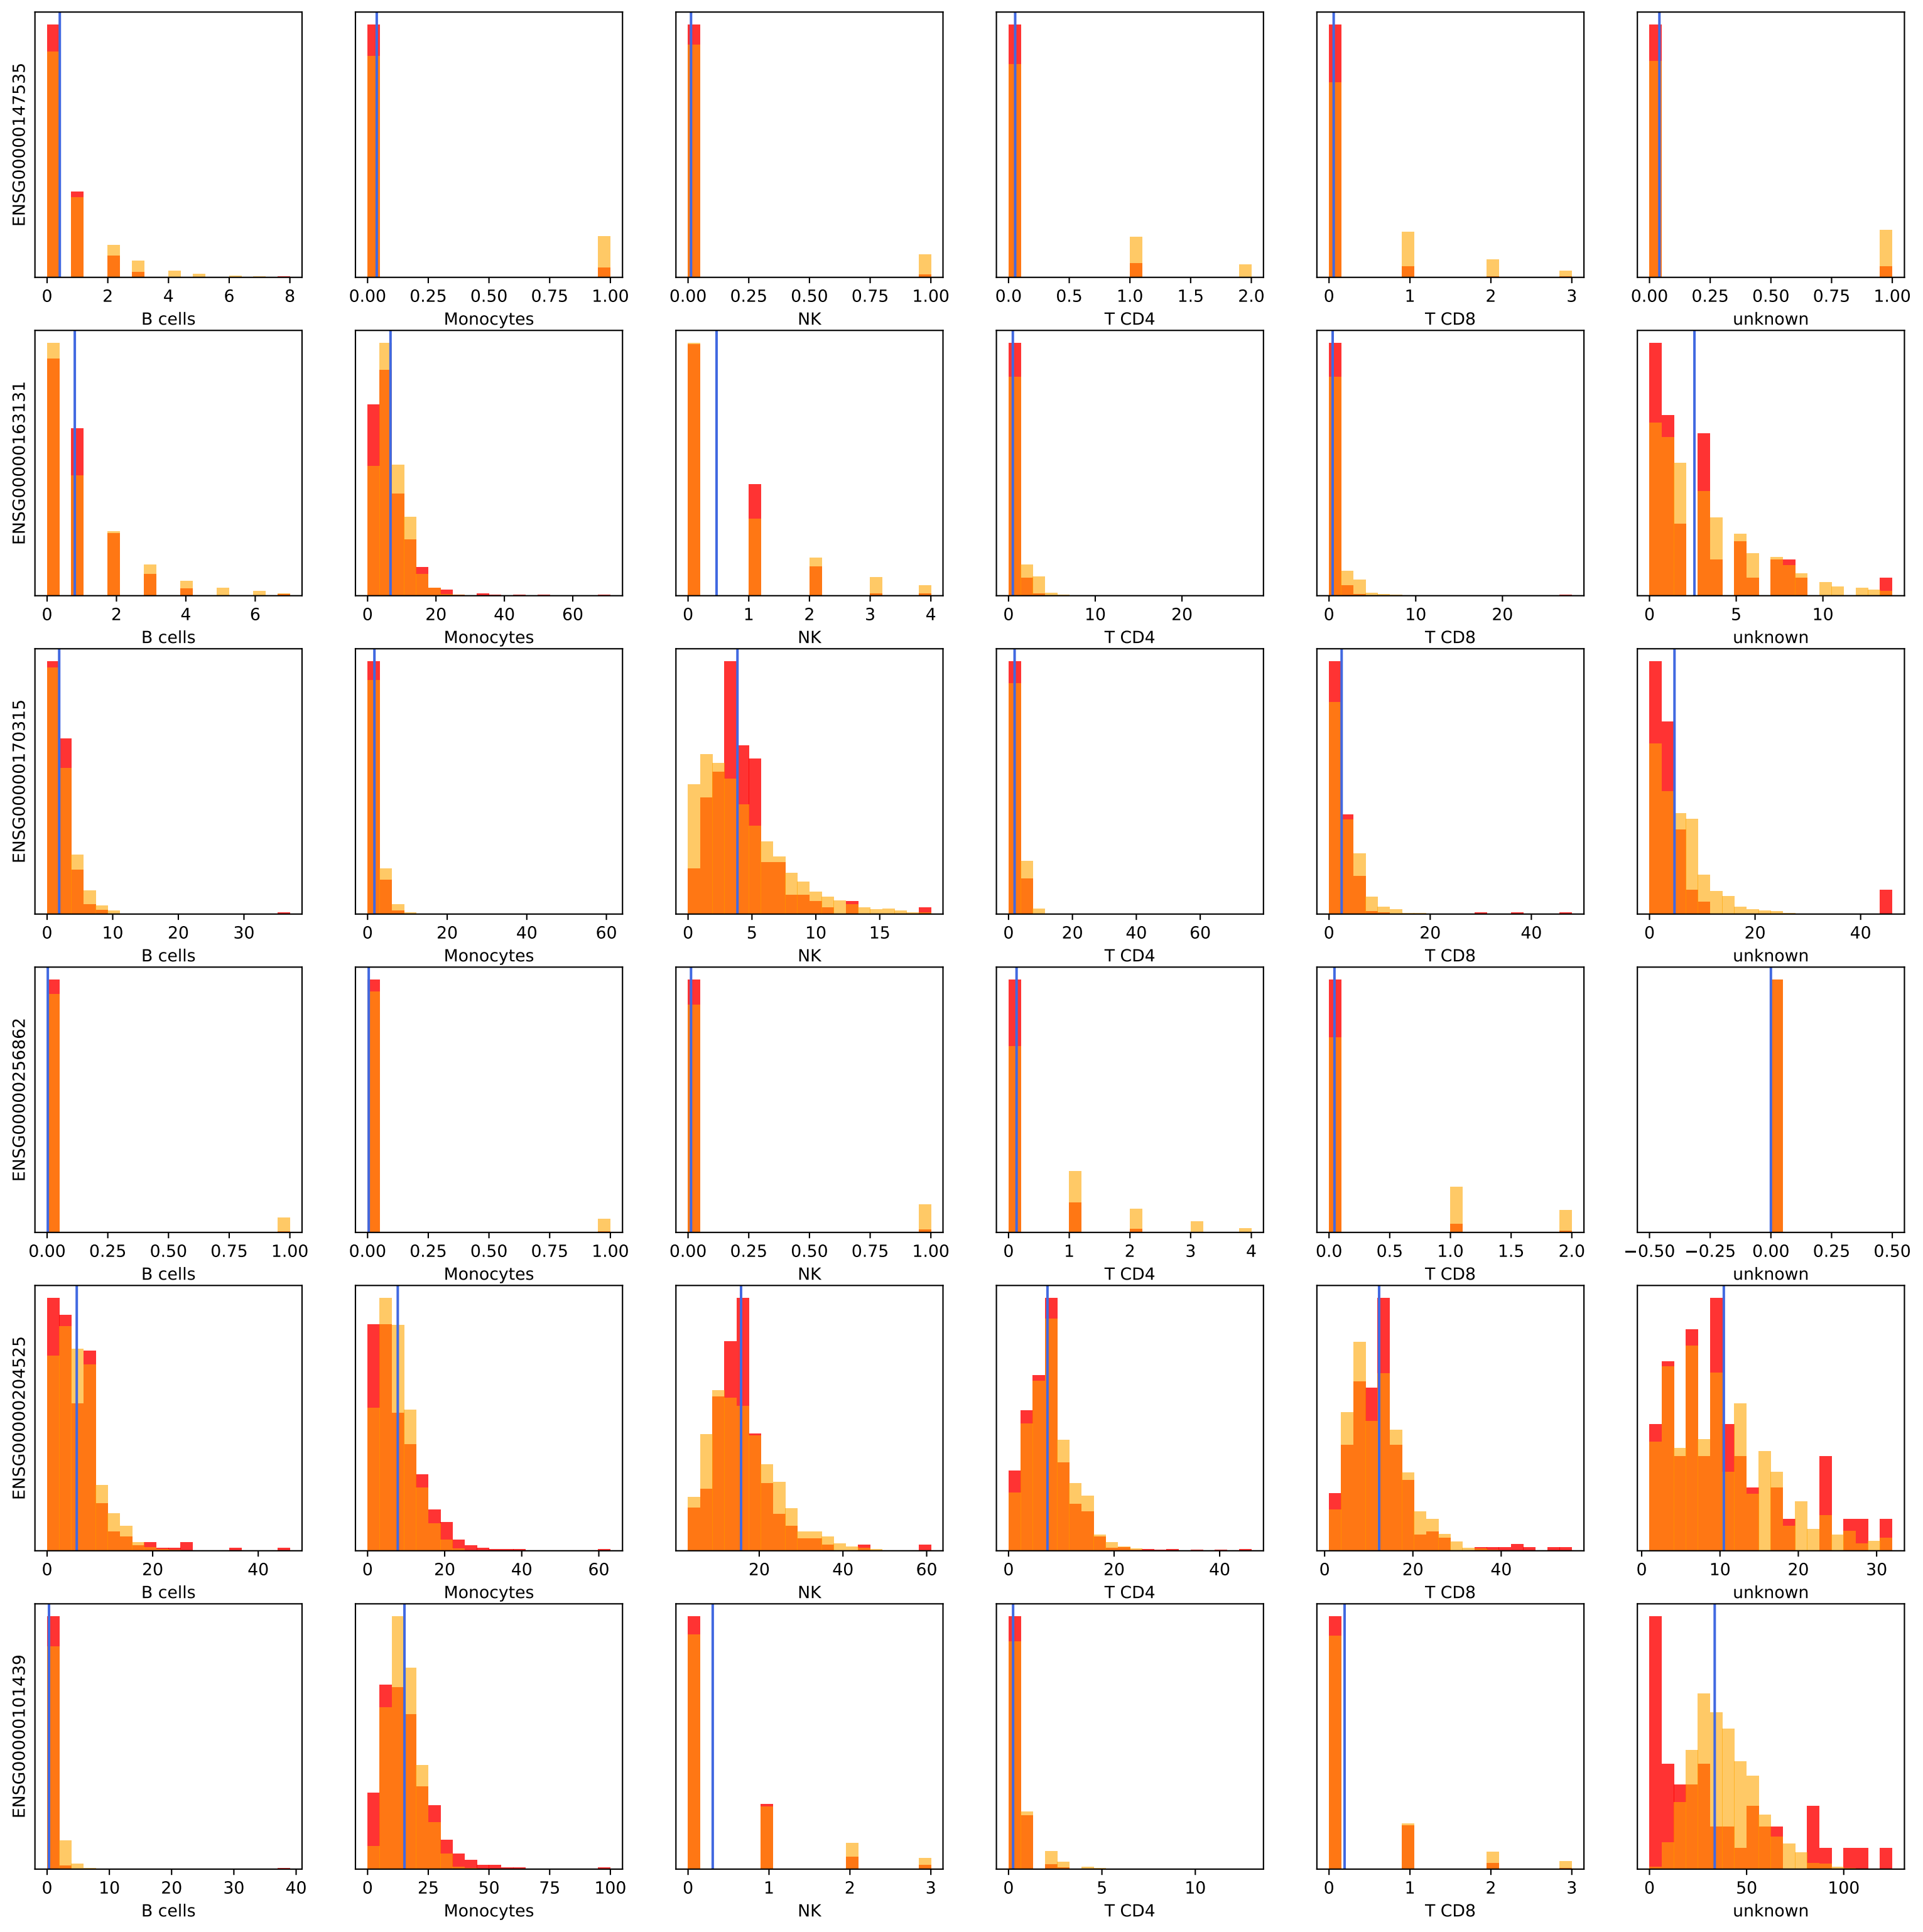 ENSG00000147535
0 2 4 6 8
B cells
0.00 0.25 0.50 0.75 1.00
Monocytes
0.00 0.25 0.50 0.75 1.00
NK
0.0 0.5 1.0 1.5 2.0
T CD4
0 1 2 3
T CD8
0.00 0.25 0.50 0.75 1.00
unknown
ENSG00000163131
0 2 4 6
B cells
0 20 40 60
Monocytes
0 1 2 3 4
NK
0 10 20
T CD4
0 10 20
T CD8
0 5 10
unknown
ENSG00000170315
0 10 20 30
B cells
0 20 40 60
Monocytes
0 5 10 15
NK
0 20 40 60
T CD4
0 20 40
T CD8
0 20 40
unknown
ENSG00000256862
0.00 0.25 0.50 0.75 1.00
B cells
0.00 0.25 0.50 0.75 1.00
Monocytes
0.00 0.25 0.50 0.75 1.00
NK
0 1 2 3 4
T CD4
0.0 0.5 1.0 1.5 2.0
T CD8
−0.50 −0.25 0.00 0.25 0.50
unknown
ENSG00000204525
0 20 40
B cells
0 20 40 60
Monocytes
20 40 60
NK
0 20 40
T CD4
0 20 40
T CD8
0 10 20 30
unknown
ENSG00000101439
0 10 20 30 40
B cells
0 25 50 75 100
Monocytes
0 1 2 3
NK
0 5 10
T CD4
0 1 2 3
T CD8
0 50 100
unknown